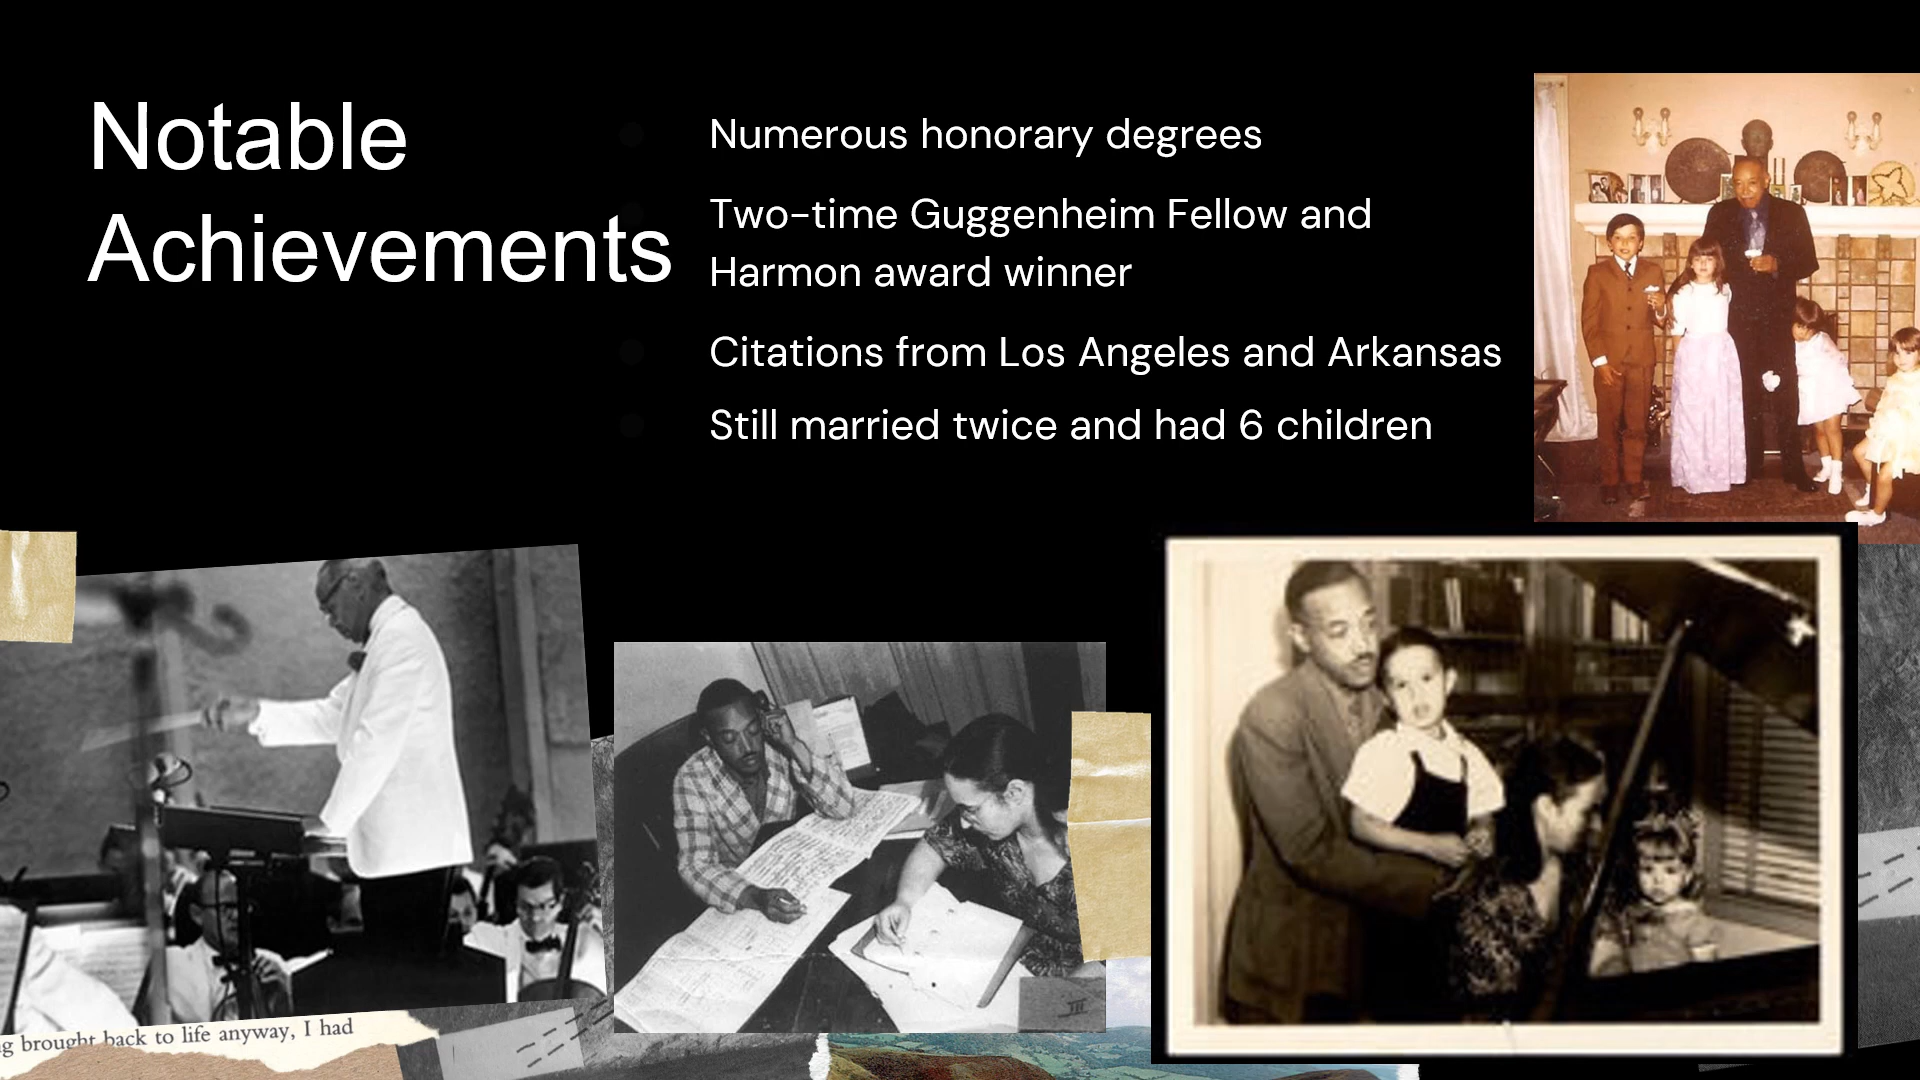 Notable
Achievements
Numerous honorary degrees
Two-time Guggenheim Fellow and
Harmon award winner
Citations from Los Angeles and Arkansas
Still married twice and had 6 children
brought back to life anyway, I had
III